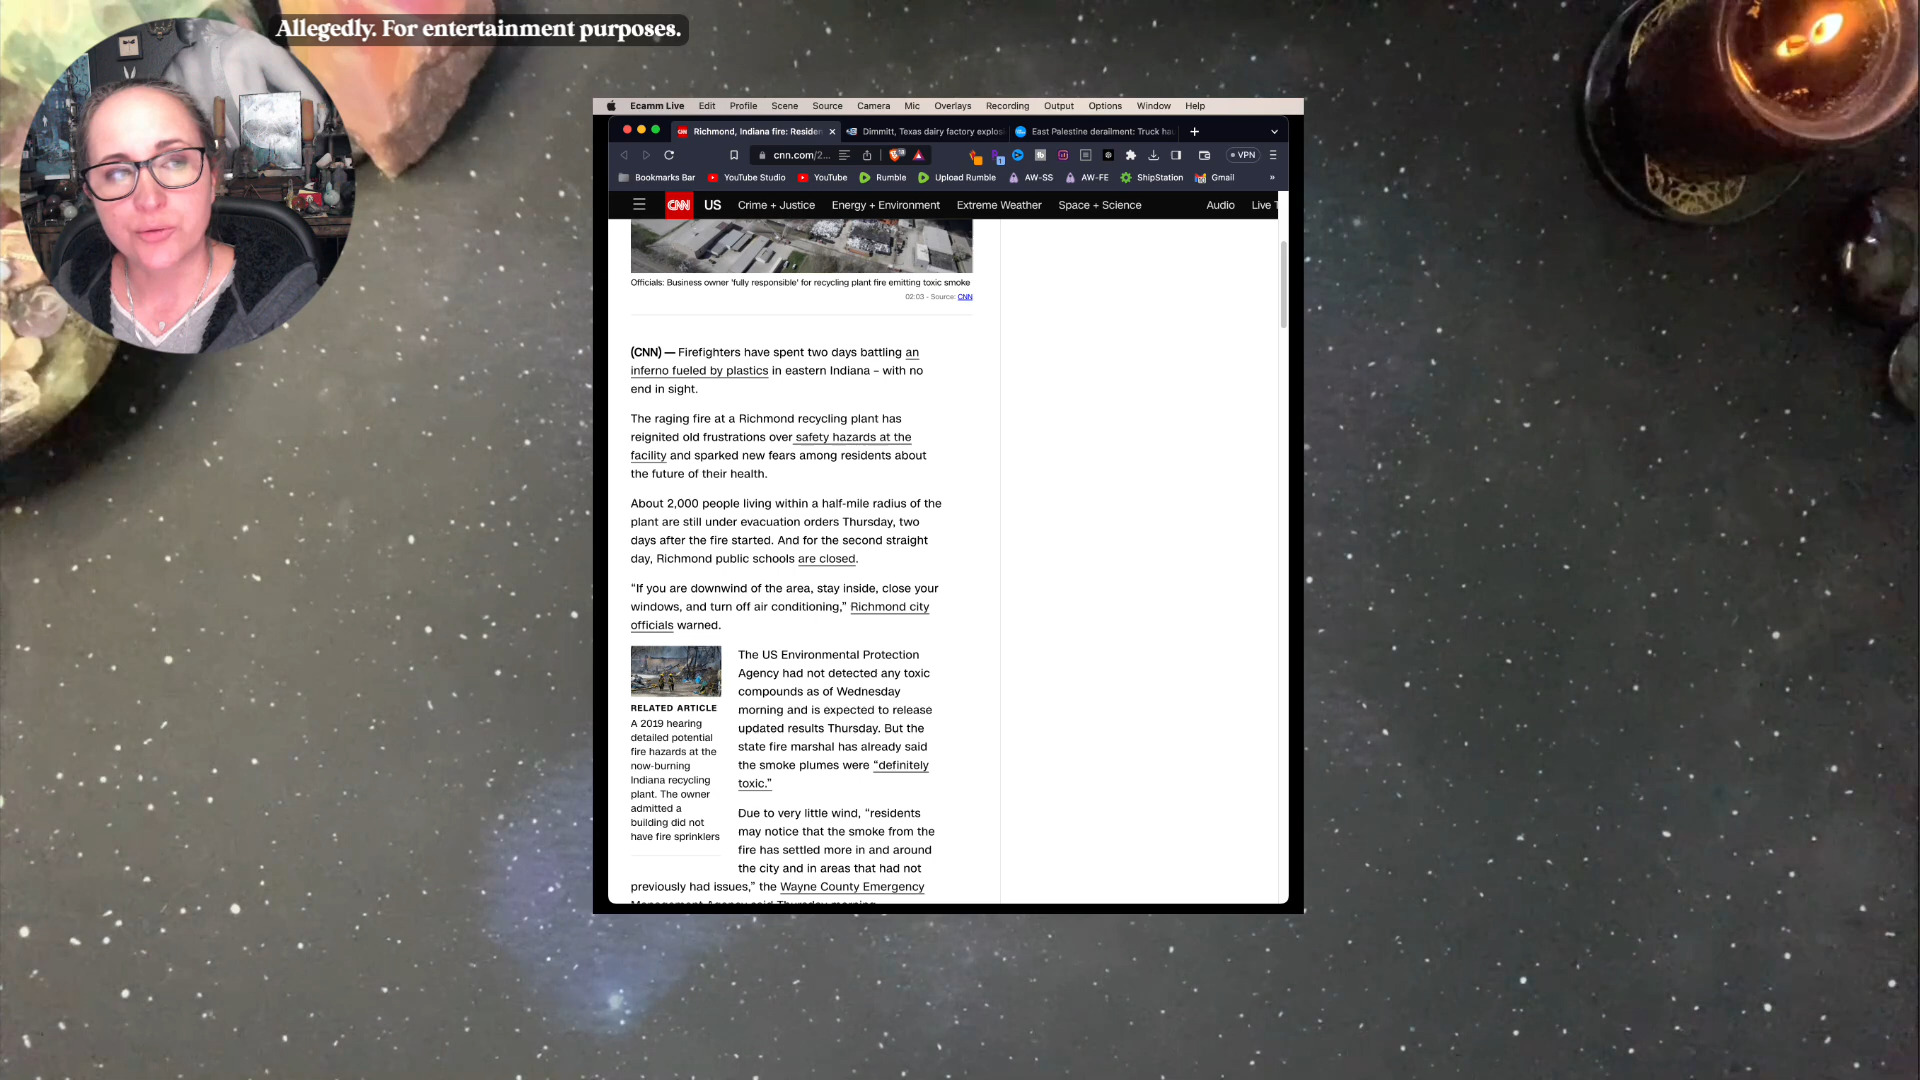 Allegedly. For entertainment purposes.
Ecamm Live Edit Profile Scene Source Camera Mic Overlays Recording Output Options Window Help
Richmond, Indiana fire: Residen
Dimmitt, Texas dairy factory explosi
East Palestine derailment: Truck hau
cnn.com/2...
VPN
Bookmarks Bar YouTube Studio YouTube Rumble Upload Rumble AW-SS AW-FE ShipStation Gmail »
CNN US Crime + Justice Energy + Environment Extreme Weather Space + Science Audio Live T
Officials: Business owner 'fully responsible' for recycling plant fire emitting toxic smoke
02:03 - Source: CNN
(CNN) — Firefighters have spent two days battling an
inferno fueled by plastics in eastern Indiana – with no
end in sight.
The raging fire at a Richmond recycling plant has
reignited old frustrations over safety hazards at the
facility and sparked new fears among residents about
the future of their health.
About 2,000 people living within a half-mile radius of the
plant are still under evacuation orders Thursday, two
days after the fire started. And for the second straight
day, Richmond public schools are closed.
“If you are downwind of the area, stay inside, close your
windows, and turn off air conditioning,” Richmond city
officials warned.
RELATED ARTICLE
A 2019 hearing
detailed potential
fire hazards at the
now-burning
Indiana recycling
plant. The owner
admitted a
building did not
have fire sprinklers
The US Environmental Protection
Agency had not detected any toxic
compounds as of Wednesday
morning and is expected to release
updated results Thursday. But the
state fire marshal has already said
the smoke plumes were “definitely
toxic.”
Due to very little wind, “residents
may notice that the smoke from the
fire has settled more in and around
the city and in areas that had not
previously had issues,” the Wayne County Emergency
Management Agency said Thursday morning.